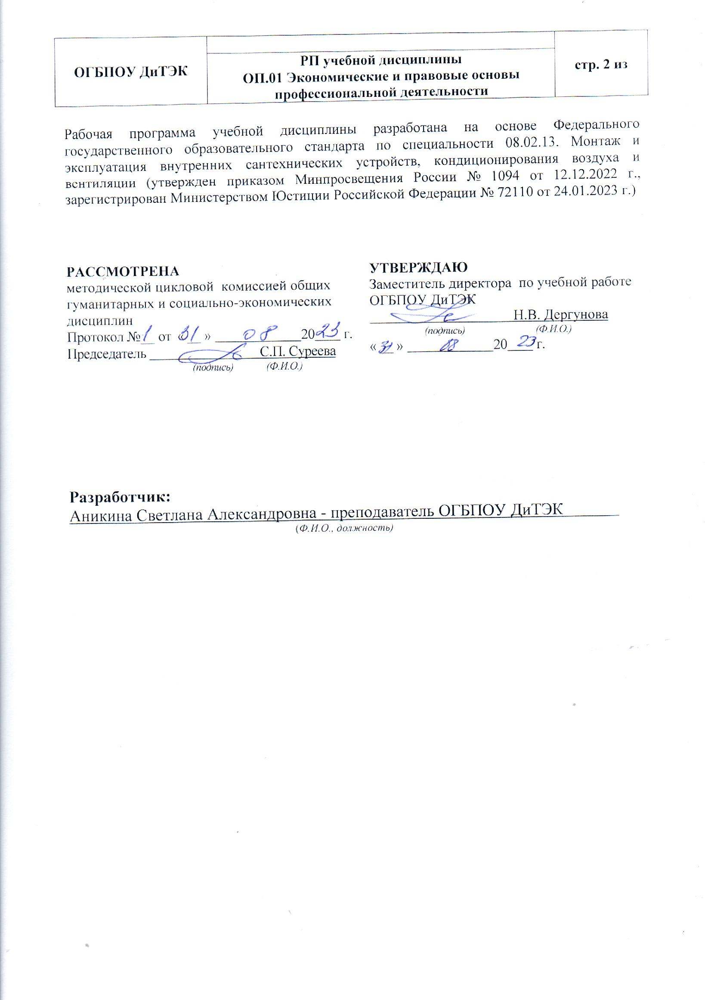 ОГБПОУ ДиТЭК
РП учебной дисциплины
ОП.01 Экономические и правовые основы
профессиональной деятельности
стр. 2 из
Рабочая программа учебной дисциплины разработана на основе Федерального
государственного образовательного стандарта по специальности 08.02.13. Монтаж и
эксплуатация внутренних сантехнических устройств, кондиционирования воздуха и
вентиляции (утвержден приказом Минпросвещения России № 1094 от 12.12.2022 г.,
зарегистрирован Министерством Юстиции Российской Федерации № 72110 от 24.01.2023 г.)
РАССМОТРЕНА
методической цикловой комиссией общих
гуманитарных и социально-экономических
дисциплин
Протокол № 1 от « 31 » 08 2023 г.
Председатель С.П. Суреева
(подпись) (Ф.И.О.)
УТВЕРЖДАЮ
Заместитель директора по учебной работе
ОГБПОУ ДиТЭК
Н.В. Дергунова
(подпись) (Ф.И.О.)
« 31 » 08 20 23 г.
Разработчик:
Аникина Светлана Александровна - преподаватель ОГБПОУ ДиТЭК
(Ф.И.О., должность)